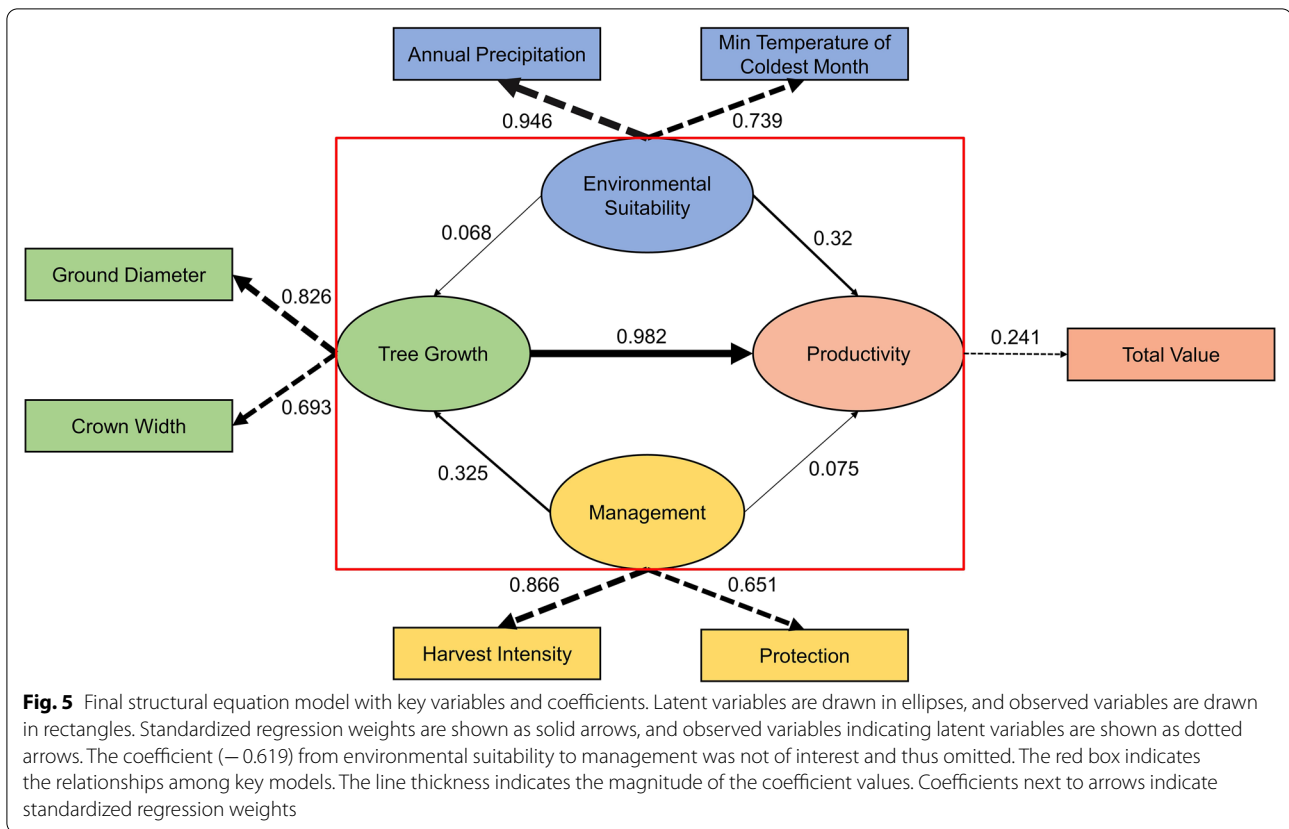 Annual Precipitation
Min Temperature of
Coldest Month
0.946
0.739
Environmental
Suitability
0.068
0.32
Ground Diameter
0.826
Tree Growth
0.982
Productivity
0.241
Total Value
Crown Width
0.693
0.325
0.075
Management
0.866
0.651
Harvest Intensity
Protection
Fig. 5 Final structural equation model with key variables and coefficients. Latent variables are drawn in ellipses, and observed variables are drawn
in rectangles. Standardized regression weights are shown as solid arrows, and observed variables indicating latent variables are shown as dotted
arrows. The coefficient (− 0.619) from environmental suitability to management was not of interest and thus omitted. The red box indicates
the relationships among key models. The line thickness indicates the magnitude of the coefficient values. Coefficients next to arrows indicate
standardized regression weights